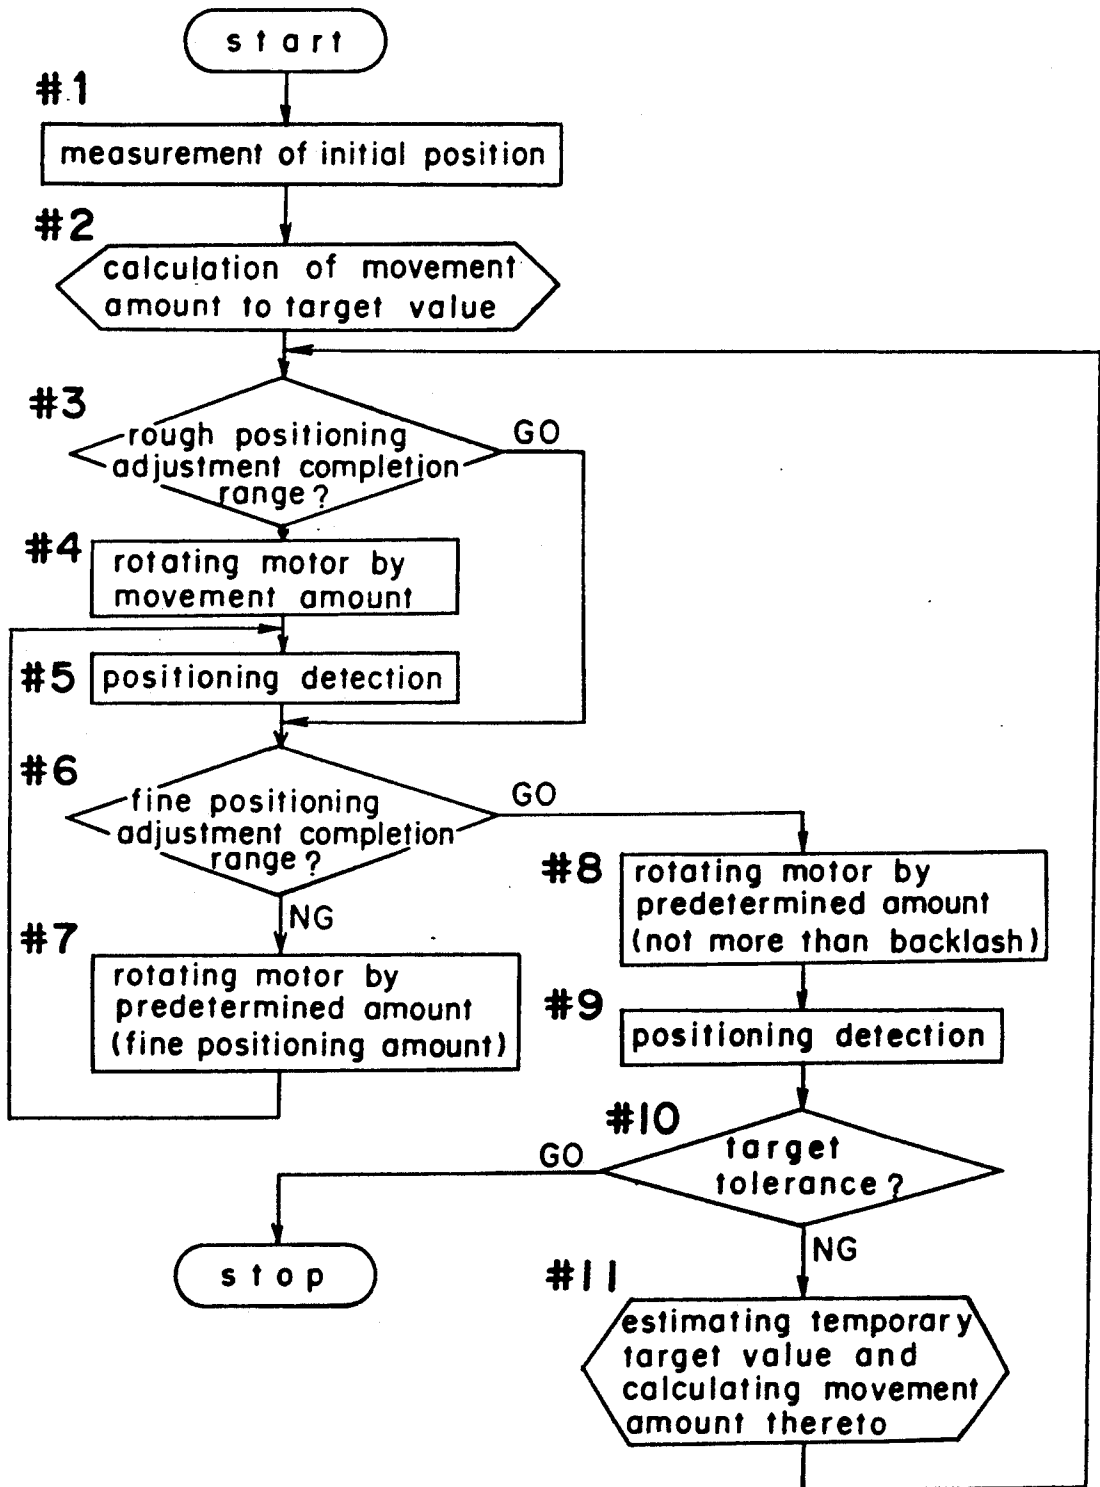 start
#1
measurement of initial position
#2
calculation of movement
amount to target value
#3
rough positioning
adjustment completion
range?
GO
#4
rotating motor by
movement amount
#5
positioning detection
#6
fine positioning
adjustment completion
range?
GO
NG
#7
rotating motor by
predetermined amount
(fine positioning amount)
#8
rotating motor by
predetermined amount
(not more than backlash)
#9
positioning detection
#10
target
tolerance?
GO
NG
stop
#11
estimating temporary
target value and
calculating movement
amount thereto